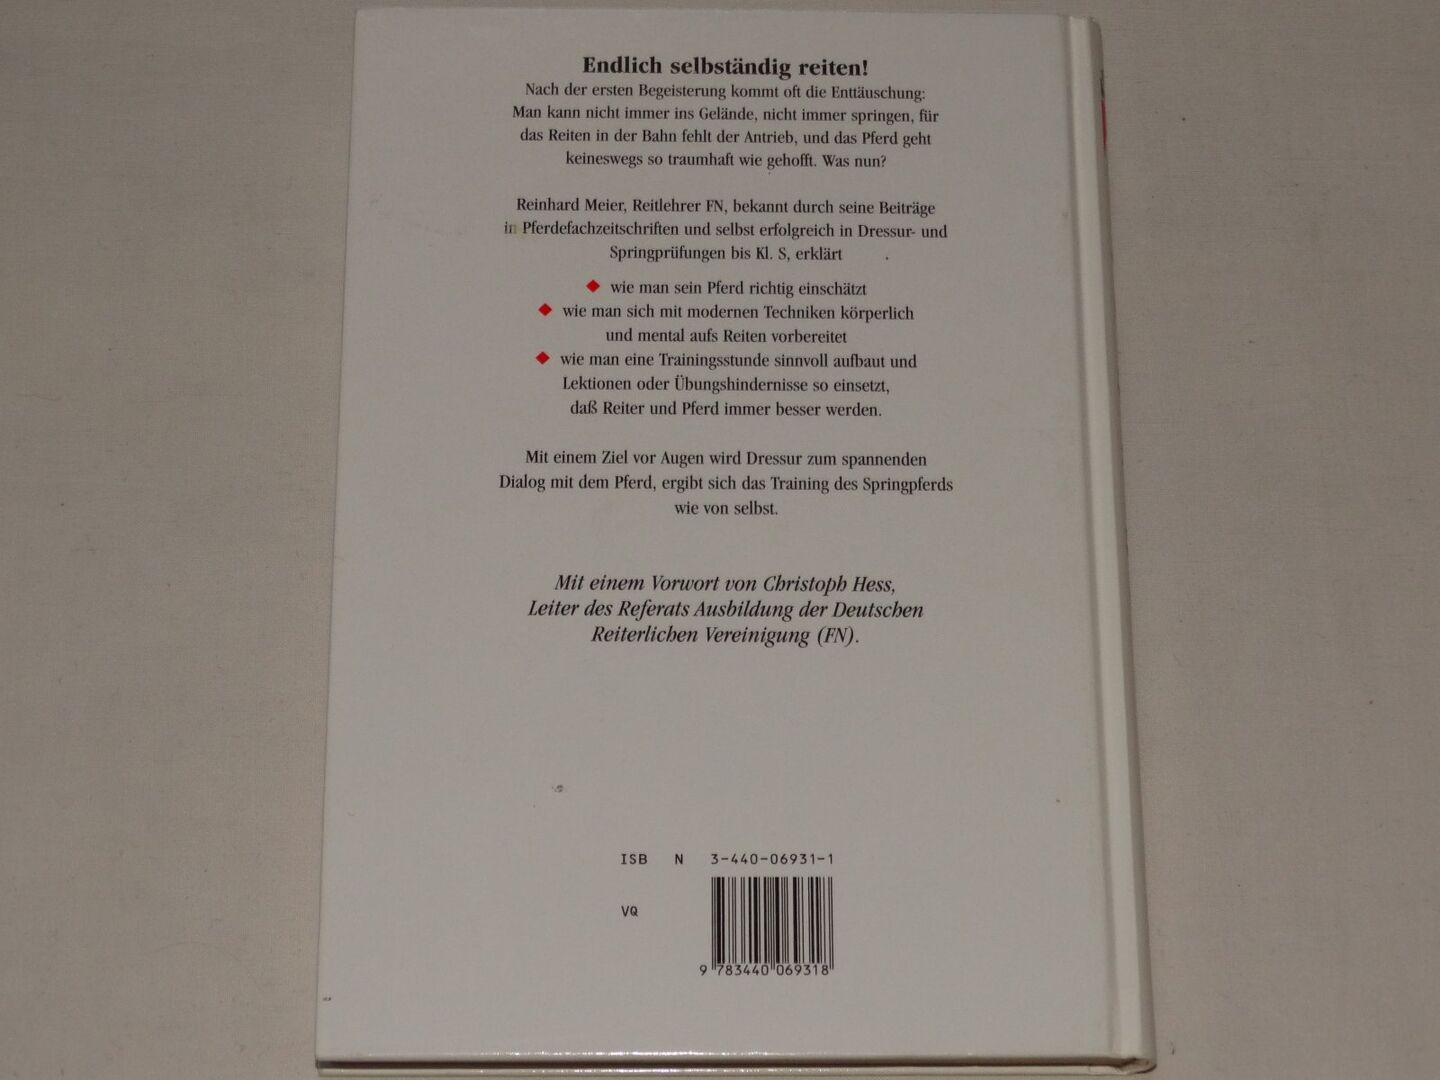 Endlich selbständig reiten!
Nach der ersten Begeisterung kommt oft die Enttäuschung:
Man kann nicht immer ins Gelände, nicht immer springen, für
das Reiten in der Bahn fehlt der Antrieb, und das Pferd geht
keineswegs so traumhaft wie gehofft. Was nun?
Reinhard Meier, Reitlehrer FN, bekannt durch seine Beiträge
in Pferdefachzeitschriften und selbst erfolgreich in Dressur- und
Springprüfungen bis Kl. S, erklärt
◆ wie man sein Pferd richtig einschätzt
◆ wie man sich mit modernen Techniken körperlich
und mental aufs Reiten vorbereitet
◆ wie man eine Trainingsstunde sinnvoll aufbaut und
Lektionen oder Übungshindernisse so einsetzt,
daß Reiter und Pferd immer besser werden.
Mit einem Ziel vor Augen wird Dressur zum spannenden
Dialog mit dem Pferd, ergibt sich das Training des Springpferds
wie von selbst.
Mit einem Vorwort von Christoph Hess,
Leiter des Referats Ausbildung der Deutschen
Reiterlichen Vereinigung (FN).
ISB N 3-440-06931-1
VQ
9 783440 069318